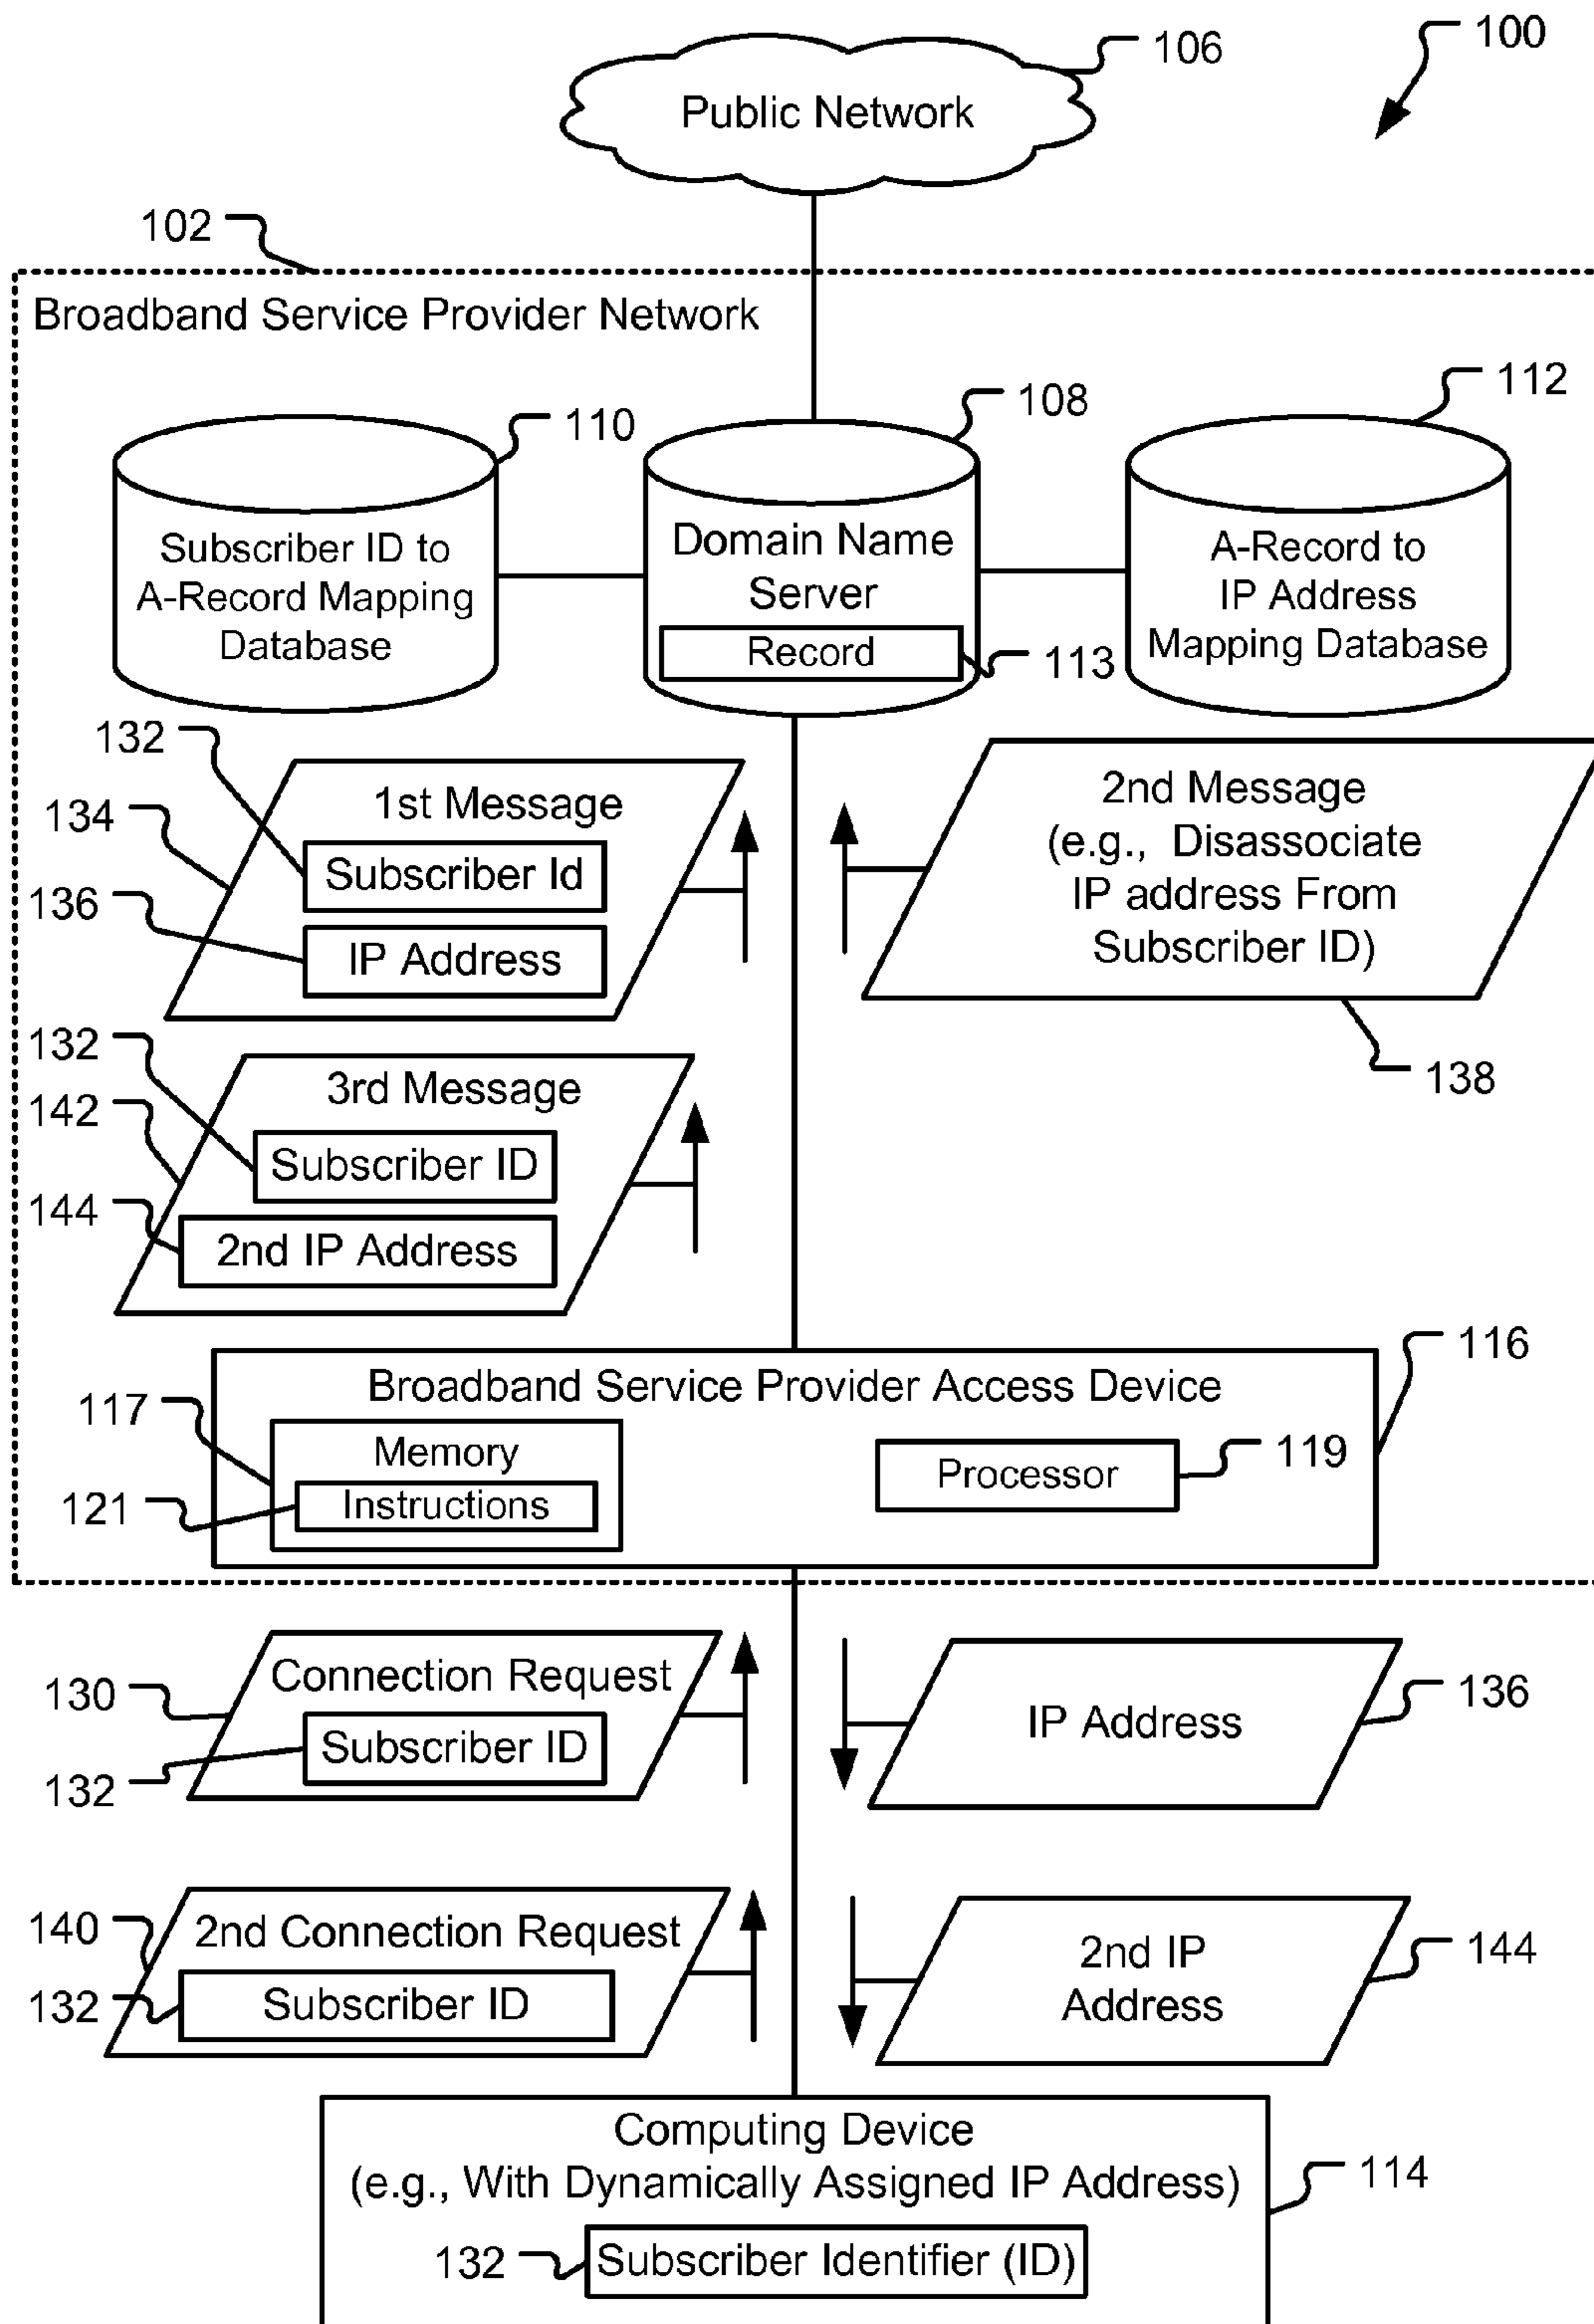 100
106
Public Network
102
Broadband Service Provider Network
110
108
112
Subscriber ID to
A-Record Mapping
Database
Domain Name
Server
Record
113
A-Record to
IP Address
Mapping Database
132
134
136
1st Message
Subscriber Id
IP Address
2nd Message
(e.g., Disassociate
IP address From
Subscriber ID)
138
132
142
144
3rd Message
Subscriber ID
2nd IP Address
116
Broadband Service Provider Access Device
117
Memory
121
Instructions
Processor
119
130
Connection Request
132
Subscriber ID
IP Address
136
140
2nd Connection Request
132
Subscriber ID
2nd IP
Address
144
Computing Device
(e.g., With Dynamically Assigned IP Address)
114
132
Subscriber Identifier (ID)